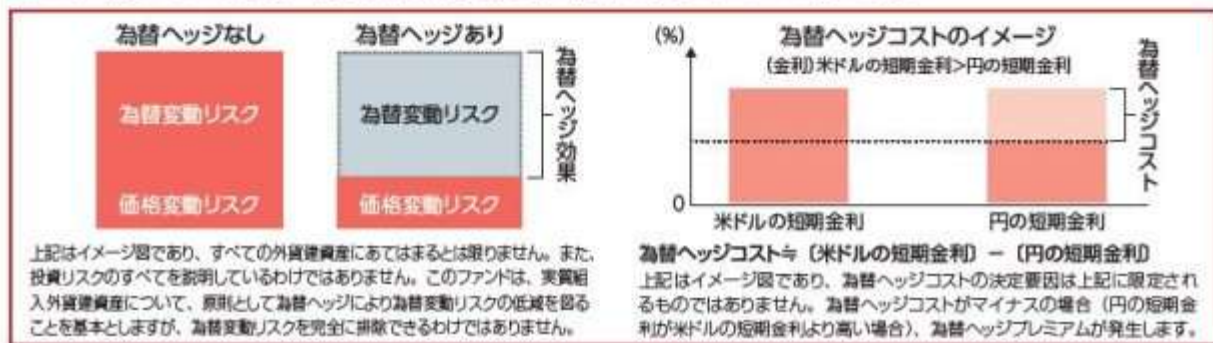 為替ヘッジなし
為替ヘッジあり
為替変動リスク
価格変動リスク
為替変動リスク
価格変動リスク
為替ヘッジ効果
上記はイメージ図であり、すべての外貨建資産にあてはまるとは限りません。また、
投資リスクのすべてを説明しているわけではありません。このファンドは、実質組
入外貨建資産について、原則として為替ヘッジにより為替変動リスクの低減を図る
ことを基本としますが、為替変動リスクを完全に排除できるわけではありません。
(%)
為替ヘッジコストのイメージ
(金利)米ドルの短期金利>円の短期金利
為替ヘッジコスト
0
米ドルの短期金利
円の短期金利
為替ヘッジコスト≒〔米ドルの短期金利〕-〔円の短期金利〕
上記はイメージ図であり、為替ヘッジコストの決定要因は上記に限定され
るものではありません。為替ヘッジコストがマイナスの場合(円の短期金
利が米ドルの短期金利より高い場合)、為替ヘッジプレミアムが発生します。